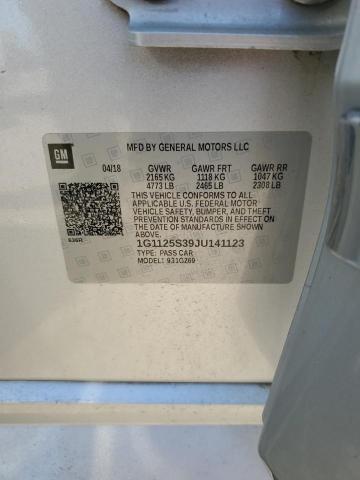 MFD BY GENERAL MOTORS LLC
GM
04/18 GVWR GAWR FRT GAWR RR
2165 KG 1118 KG 1047 KG
4773 LB 2465 LB 2308 LB
THIS VEHICLE CONFORMS TO ALL
APPLICABLE U.S. FEDERAL MOTOR
VEHICLE SAFETY, BUMPER, AND THEFT
PREVENTION STANDARDS IN EFFECT ON
THE DATE OF MANUFACTURE SHOWN
ABOVE.
1G1125S39JU141123
TYPE: PASS CAR
MODEL: 931GZ69